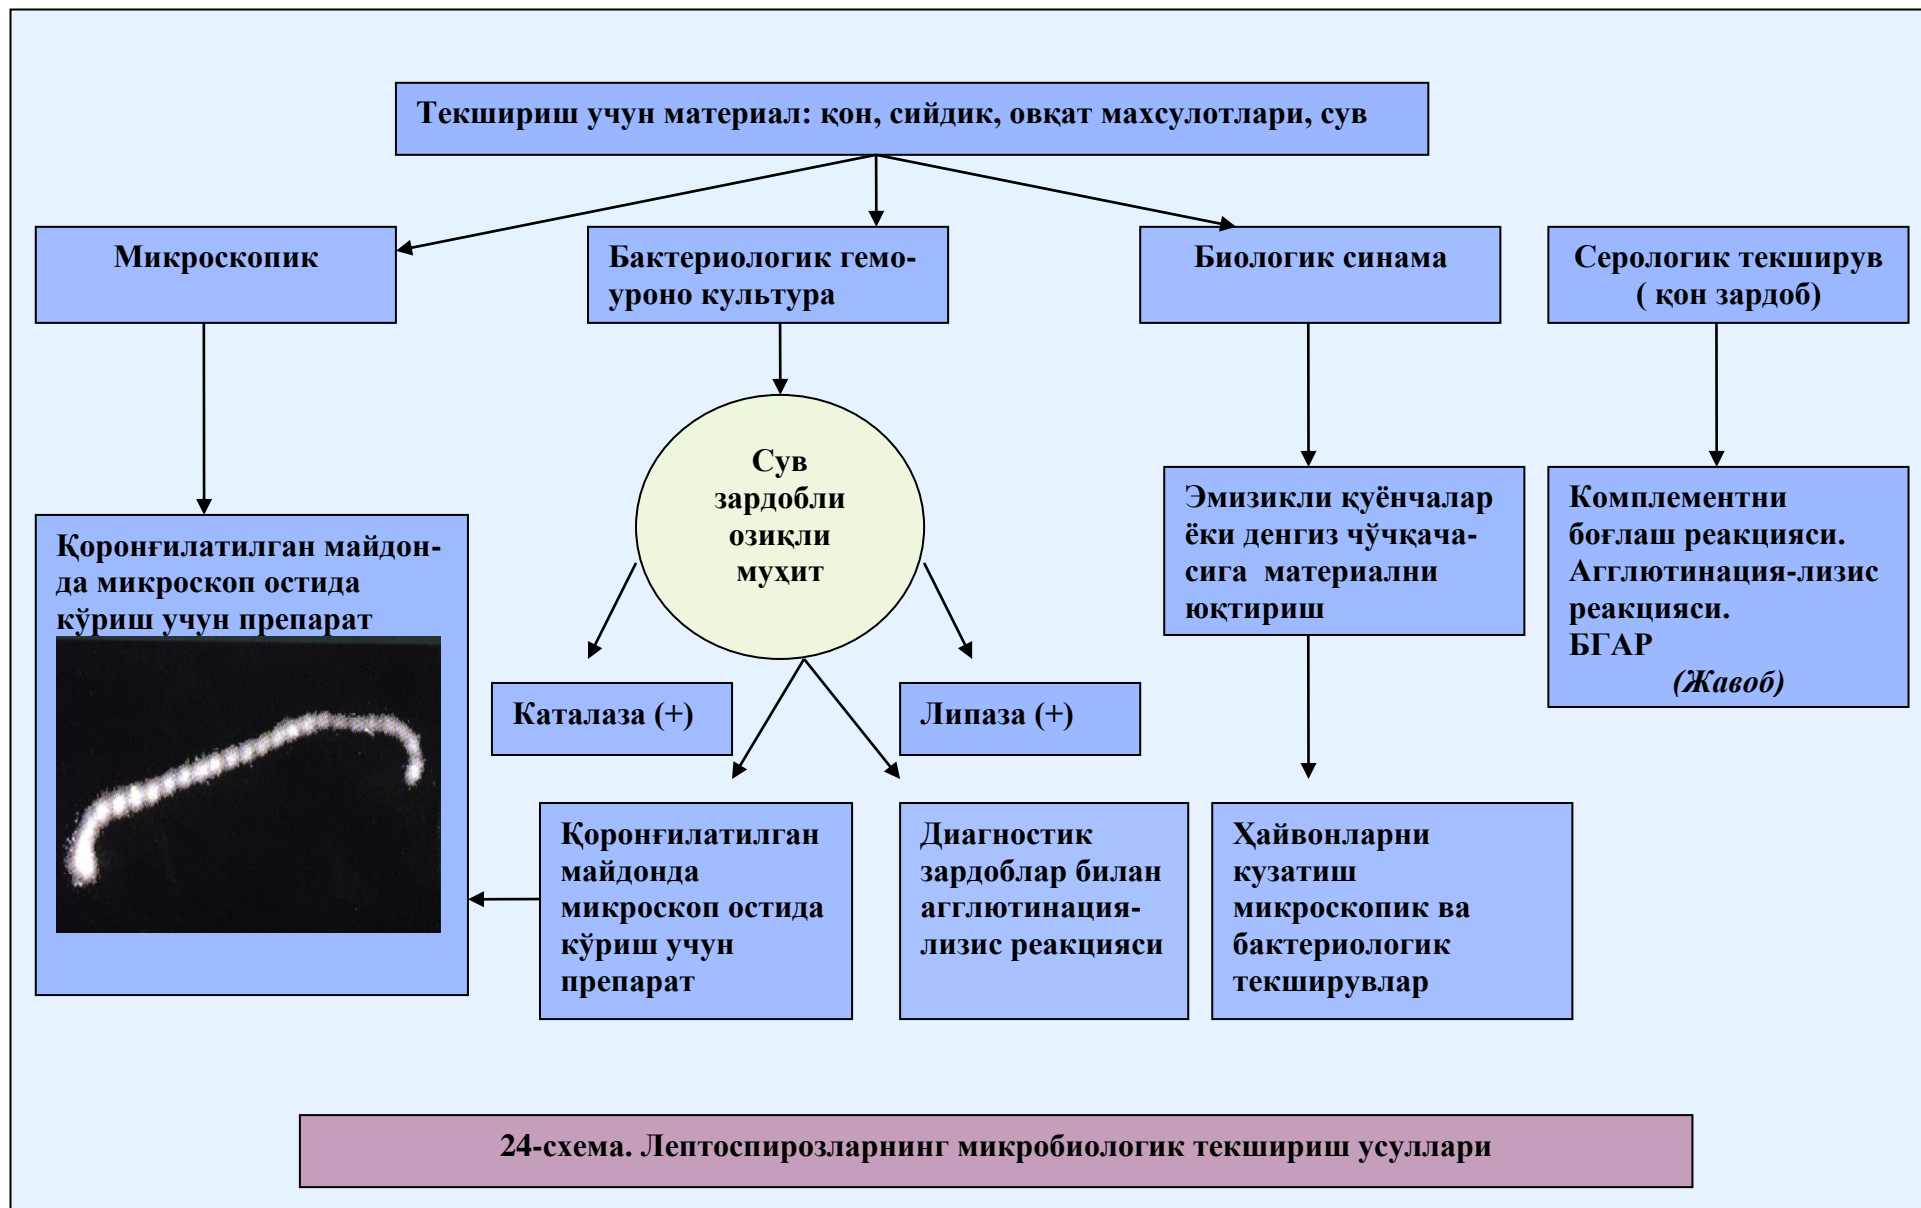 Текшириш учун материал: қон, сийдик, овқат махсулотлари, сув
Микроскопик
Бактериологик гемо-
уроно культура
Биологик синама
Серологик текширув
( қон зардоб)
Сув
зардобли
озиқли
муҳит
Эмизикли қуёнчалар
ёки денгиз чўчқача-
сига материални
юқтириш
Комплементни
боғлаш реакцияси.
Агглютинация-лизис
реакцияси.
БГАР
(Жавоб)
Қоронғилатилган майдон-
да микроскоп остида
кўриш учун препарат
Каталаза (+)
Липаза (+)
Қоронғилатилган
майдонда
микроскоп остида
кўриш учун
препарат
Диагностик
зардоблар билан
агглютинация-
лизис реакцияси
Ҳайвонларни
кузатиш
микроскопик ва
бактериологик
текширувлар
24-схема. Лептоспирозларнинг микробиологик текшириш усуллари